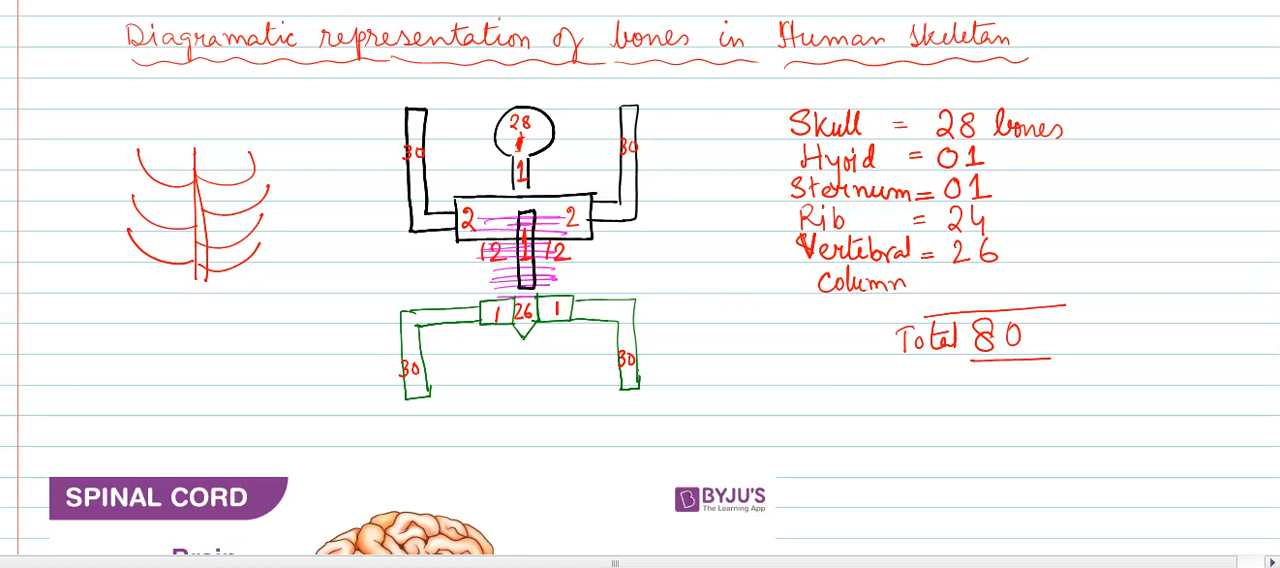 Diagramatic representation of bones in Human skeletan
30
28
30
1
2
2
12
1
12
1
26
1
30
30
Skull = 28 bones
Hyoid = 01
Sternum = 01
Rib = 24
Vertebral = 26
Column
Total 80
SPINAL CORD
BYJU'S
The Learning App
Brain